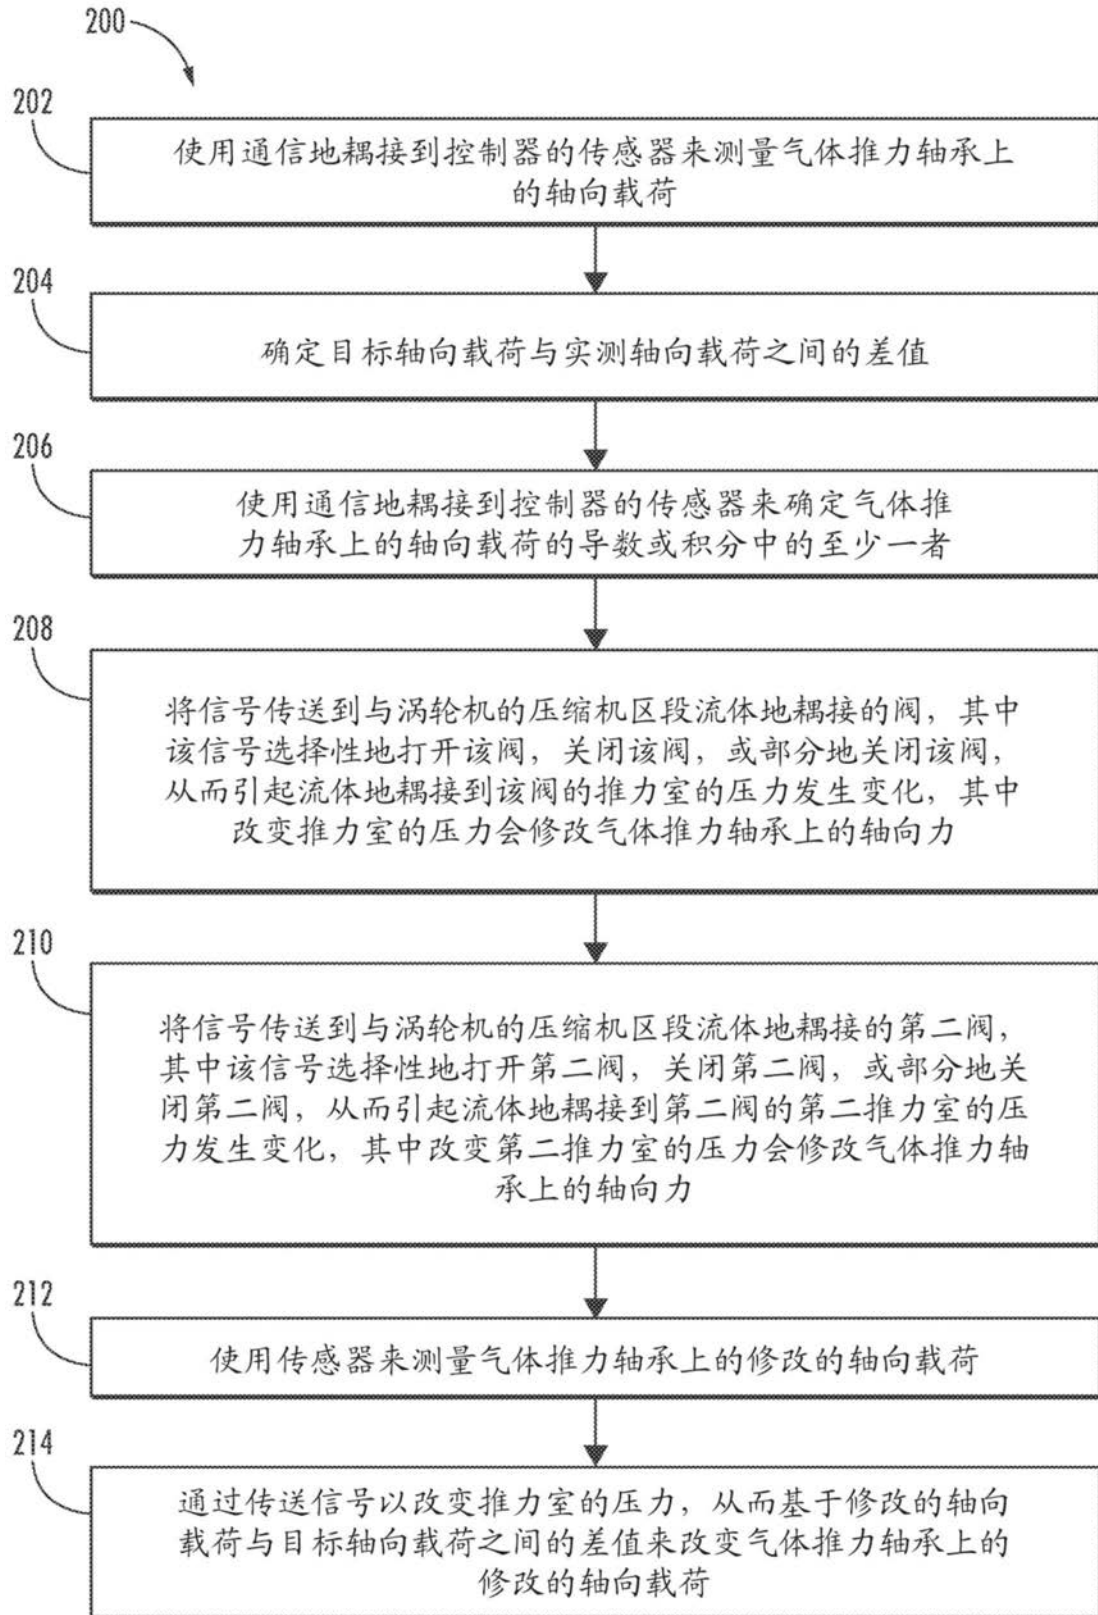 200
202
使用通信地耦接到控制器的传感器来测量气体推力轴承上
的轴向载荷
204
确定目标轴向载荷与实测轴向载荷之间的差值
206
使用通信地耦接到控制器的传感器来确定气体推
力轴承上的轴向载荷的导数或积分中的至少一者
208
将信号传送到与涡轮机的压缩机区段流体地耦接的阀，其中
该信号选择性地打开该阀，关闭该阀，或部分地关闭该阀，
从而引起流体地耦接到该阀的推力室的压力发生变化，其中
改变推力室的压力会修改气体推力轴承上的轴向力
210
将信号传送到与涡轮机的压缩机区段流体地耦接的第二阀，
其中该信号选择性地打开第二阀，关闭第二阀，或部分地关
闭第二阀，从而引起流体地耦接到第二阀的第二推力室的压
力发生变化，其中改变第二推力室的压力会修改气体推力轴
承上的轴向力
212
使用传感器来测量气体推力轴承上的修改的轴向载荷
214
通过传送信号以改变推力室的压力，从而基于修改的轴向
载荷与目标轴向载荷之间的差值来改变气体推力轴承上的
修改的轴向载荷